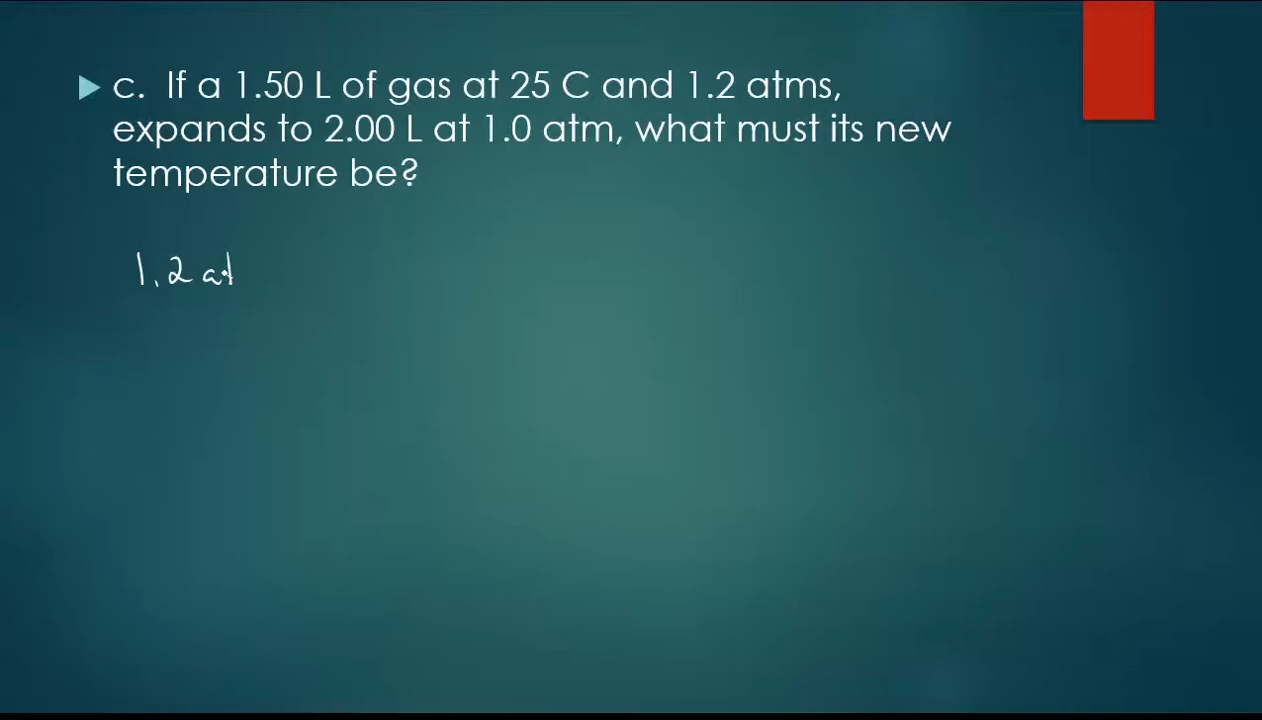 c. If a 1.50 L of gas at 25 C and 1.2 atms,
expands to 2.00 L at 1.0 atm, what must its new
temperature be?
1.2 at